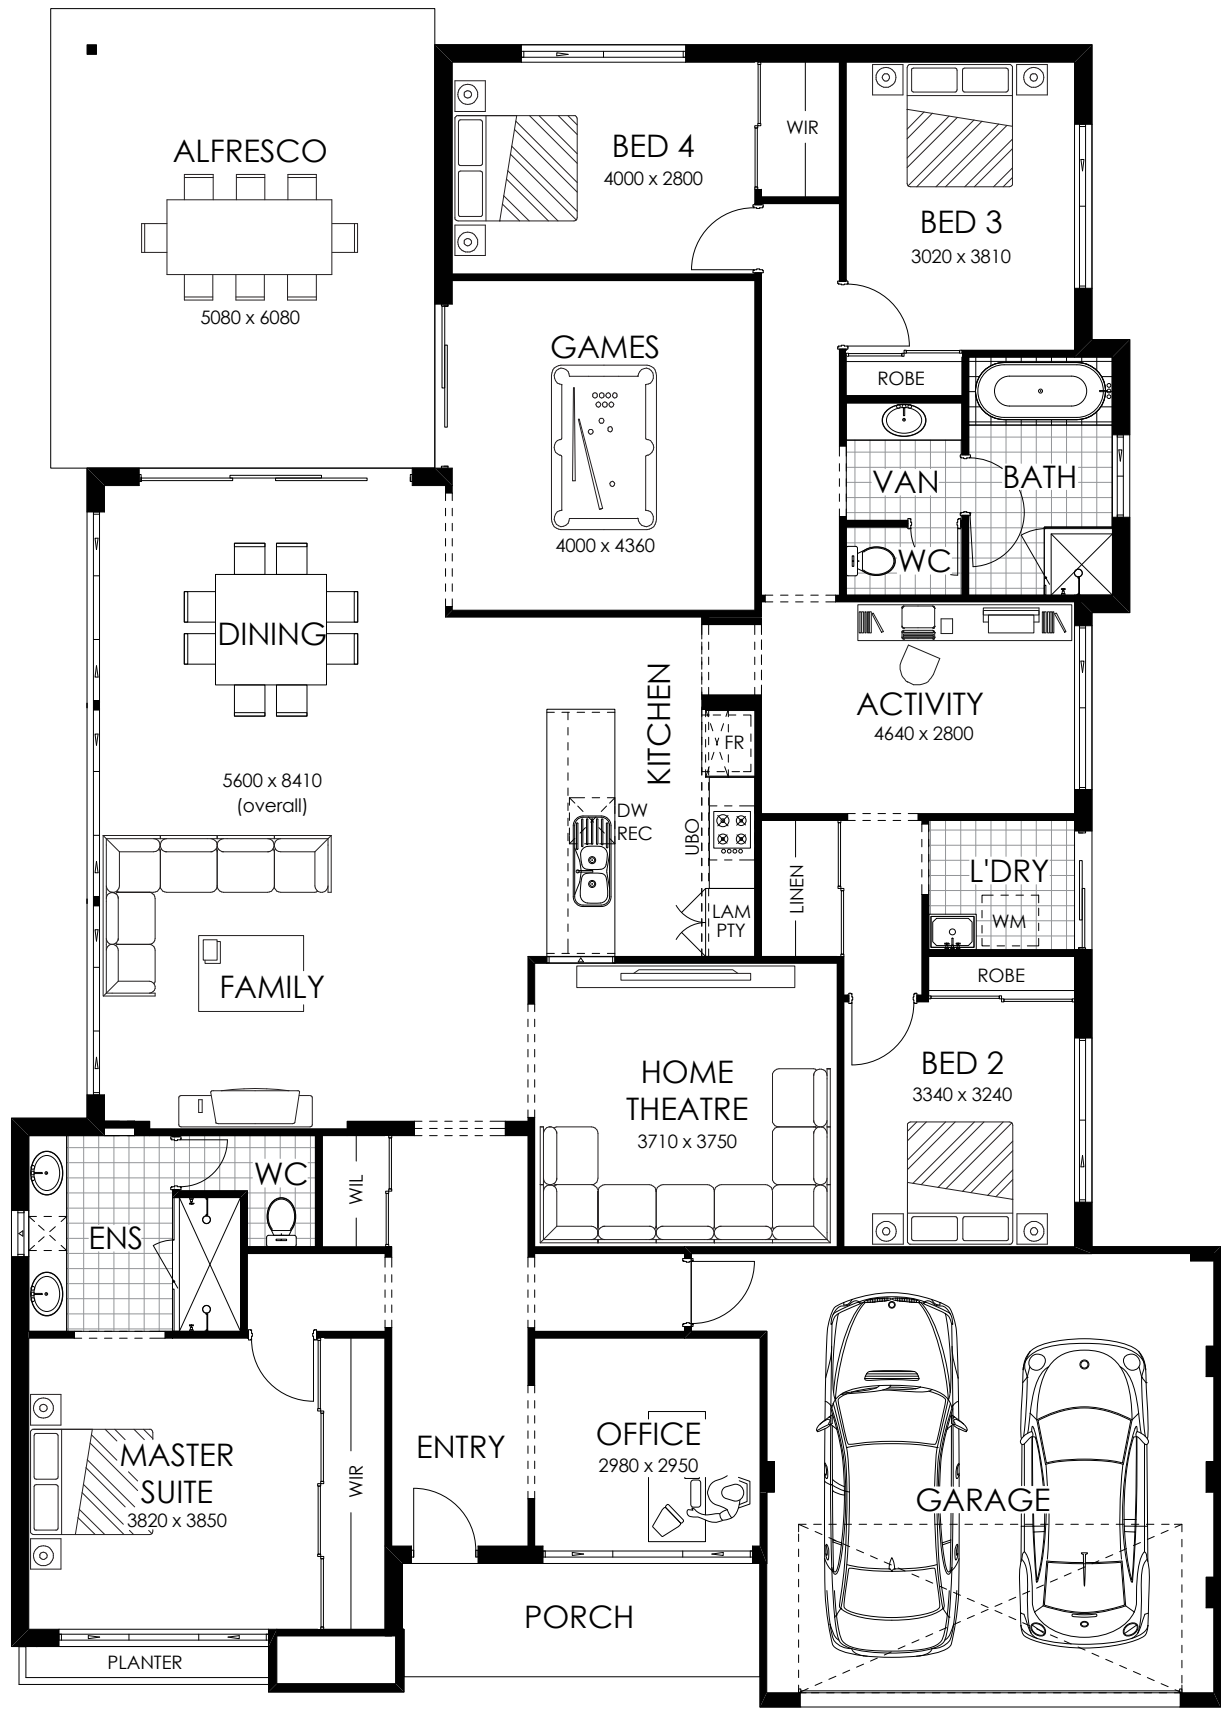 ALFRESCO
5080 x 6080
BED 4
4000 x 2800
WIR
BED 3
3020 x 3810
GAMES
4000 x 4360
ROBE
VAN
BATH
WC
DINING
5600 x 8410
(overall)
KITCHEN
FR
DW
REC
UBO
LAM
PTY
ACTIVITY
4640 x 2800
LINEN
L'DRY
WM
ROBE
FAMILY
HOME
THEATRE
3710 x 3750
BED 2
3340 x 3240
WC
WIL
ENS
MASTER
SUITE
3820 x 3850
WIR
ENTRY
OFFICE
2980 x 2950
GARAGE
PORCH
PLANTER